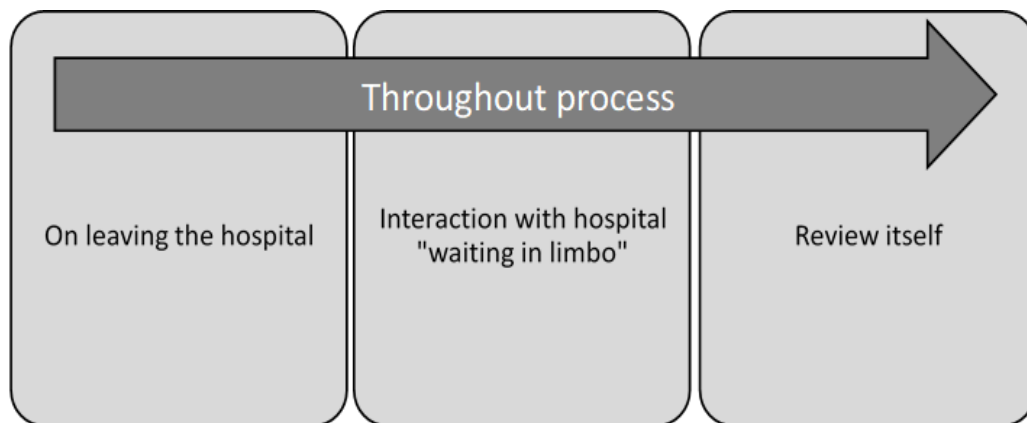 Throughout process
On leaving the hospital
Interaction with hospital
"waiting in limbo"
Review itself